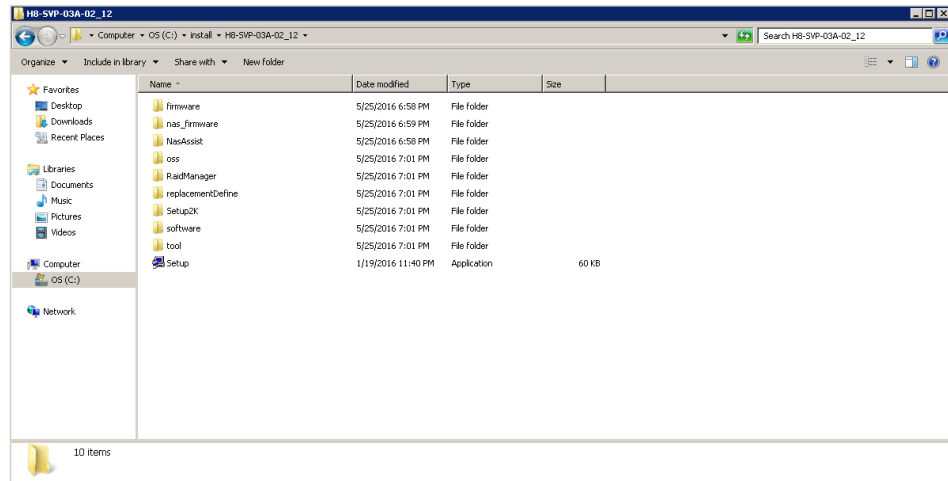 H8-SVP-03A-02_12
Computer OS (C:) install H8-SVP-03A-02_12 Search H8-SVP-03A-02_12
Organize Include in library Share with New folder
Favorites
Desktop
Downloads
Recent Places
Libraries
Documents
Music
Pictures
Videos
Computer
OS (C:)
Network
Name Date modified Type Size
firmware 5/25/2016 6:58 PM File folder
nas_firmware 5/25/2016 6:59 PM File folder
NasAssist 5/25/2016 6:58 PM File folder
oss 5/25/2016 7:01 PM File folder
RaidManager 5/25/2016 7:01 PM File folder
replacementDefine 5/25/2016 7:01 PM File folder
Setup2K 5/25/2016 7:01 PM File folder
software 5/25/2016 7:01 PM File folder
tool 5/25/2016 7:01 PM File folder
Setup 1/19/2016 11:40 PM Application 60 KB
10 items